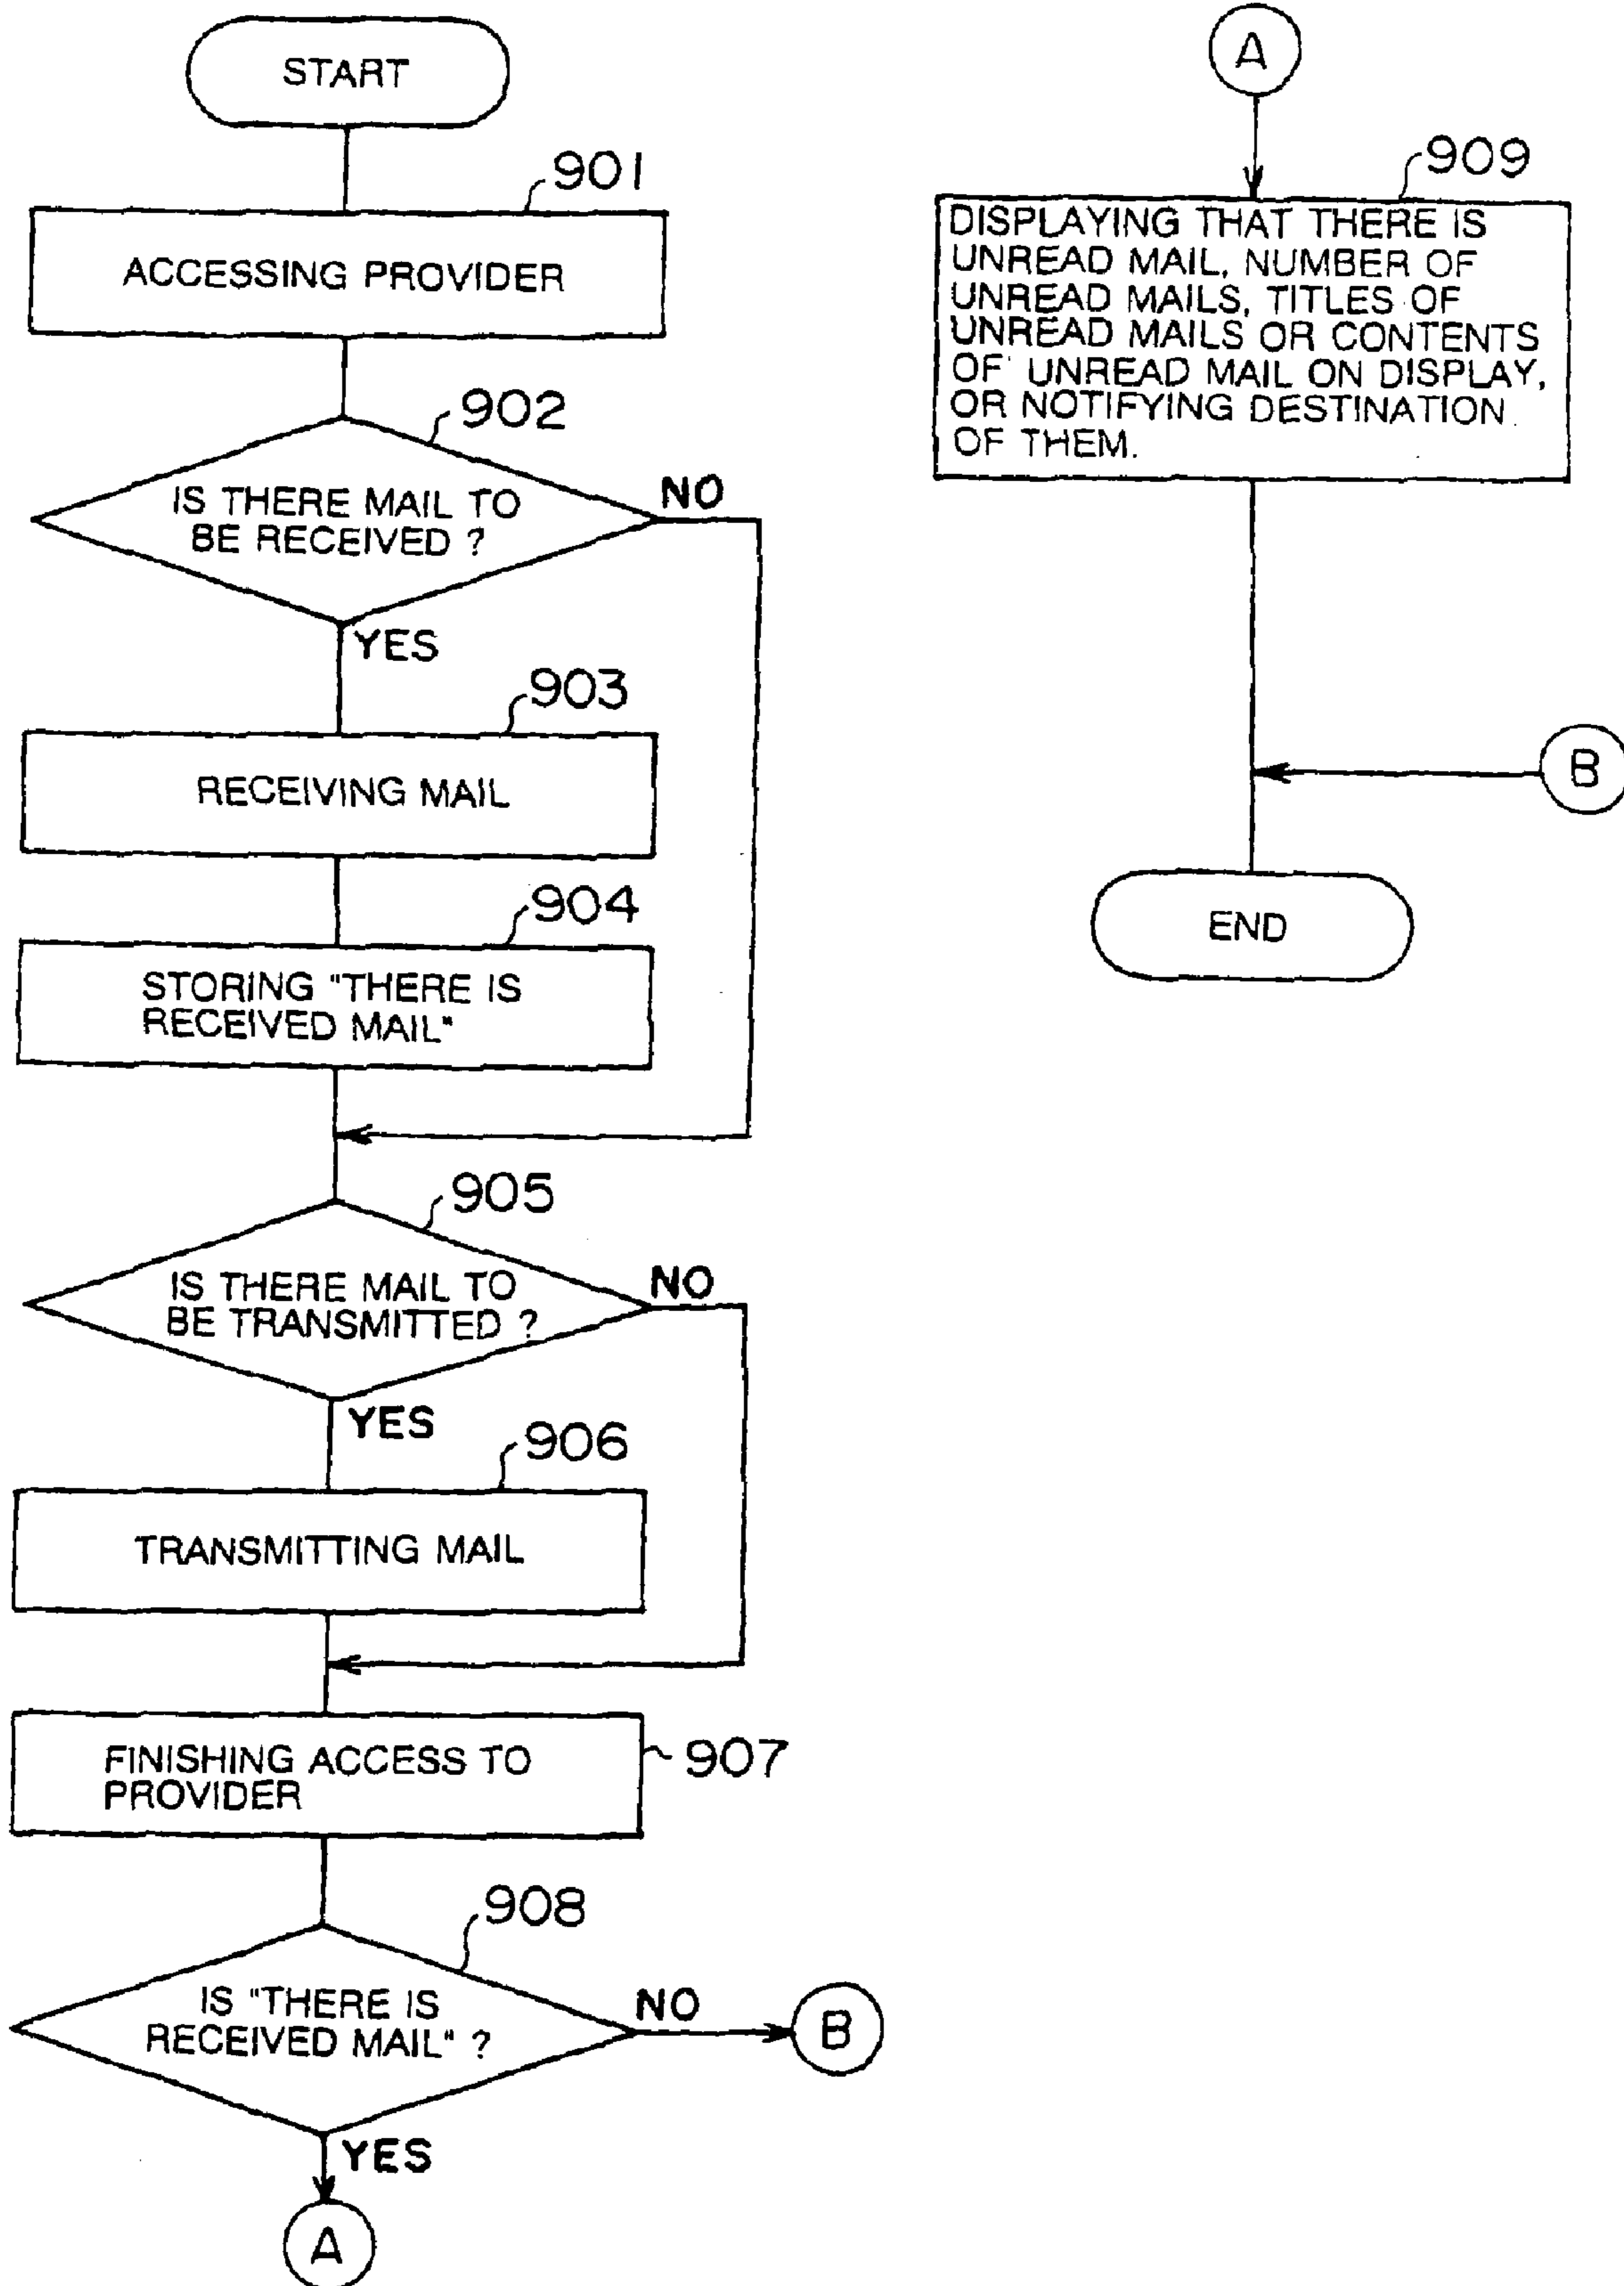 START
901
ACCESSING PROVIDER
902
IS THERE MAIL TO
BE RECEIVED ?
NO
YES
903
RECEIVING MAIL
904
STORING "THERE IS
RECEIVED MAIL"
905
IS THERE MAIL TO
BE TRANSMITTED ?
NO
YES
906
TRANSMITTING MAIL
FINISHING ACCESS TO
PROVIDER
907
908
IS "THERE IS
RECEIVED MAIL" ?
NO
B
YES
A
A
909
DISPLAYING THAT THERE IS
UNREAD MAIL, NUMBER OF
UNREAD MAILS, TITLES OF
UNREAD MAILS OR CONTENTS
OF UNREAD MAIL ON DISPLAY,
OR NOTIFYING DESTINATION
OF THEM.
B
END